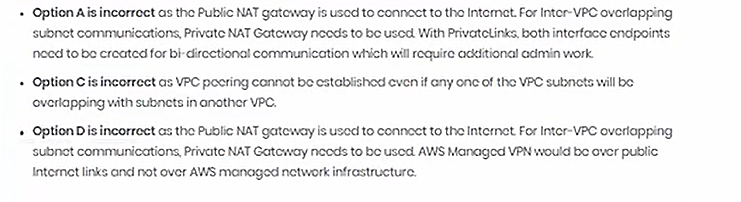 • Option A is incorrect as the Public NAT gateway is used to connect to the Internet. For Inter-VPC overlapping
subnet communications, Private NAT Gateway needs to be used. With PrivateLinks, both interface endpoints
need to be created for bi-directional communication which will require additional admin work.
• Option C is incorrect as VPC peering cannot be established even if any one of the VPC subnets will be
overlapping with subnets in another VPC.
• Option D is incorrect as the Public NAT gateway is used to connect to the Internet. For Inter-VPC overlapping
subnet communications, Private NAT Gateway needs to be used. AWS Managed VPN would be over public
Internet links and not over AWS managed network infrastructure.